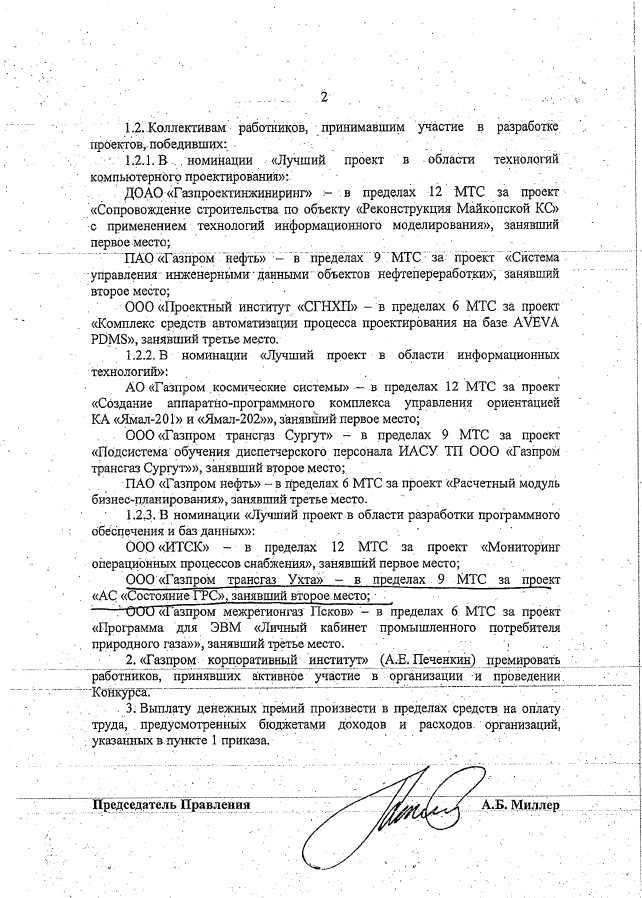 2
1.2. Коллективам работников, принимавшим участие в разработке
проектов, победивших:
1.2.1. В номинации «Лучший проект в области технологий
компьютерного проектирования»:
ДОАО «Газпроектинжиниринг» – в пределах 12 МТС за проект
«Сопровождение строительства по объекту «Реконструкция Майкопской КС»
с применением технологий информационного моделирования», занявший
первое место;
ПАО «Газпром нефть» – в пределах 9 МТС за проект «Система
управления инженерными данными объектов нефтепереработки», занявший
второе место;
ООО «Проектный институт «СГНХП» – в пределах 6 МТС за проект
«Комплекс средств автоматизации процесса проектирования на базе AVEVA
PDMS», занявший третье место.
1.2.2. В номинации «Лучший проект в области информационных
технологий»:
АО «Газпром космические системы» – в пределах 12 МТС за проект
«Создание аппаратно-программного комплекса управления ориентацией
КА «Ямал-201» и «Ямал-202»», занявший первое место;
ООО «Газпром трансгаз Сургут» – в пределах 9 МТС за проект
«Подсистема обучения диспетчерского персонала ИАСУ ТП ООО «Газпром
трансгаз Сургут»», занявший второе место;
ПАО «Газпром нефть» – в пределах 6 МТС за проект «Расчетный модуль
бизнес-планирования», занявший третье место.
1.2.3. В номинации «Лучший проект в области разработки программного
обеспечения и баз данных»:
ООО «ИТСК» – в пределах 12 МТС за проект «Мониторинг
операционных процессов снабжения», занявший первое место;
ООО «Газпром трансгаз Ухта» – в пределах 9 МТС за проект
«АС «Состояние ГРС», занявший второе место;
ООО «Газпром межрегионгаз Псков» – в пределах 6 МТС за проект
«Программа для ЭВМ «Личный кабинет промышленного потребителя
природного газа»», занявший третье место.
2. «Газпром корпоративный институт» (А.Е. Печенкин) премировать
работников, принявших активное участие в организации и проведении
Конкурса.
3. Выплату денежных премий произвести в пределах средств на оплату
труда, предусмотренных бюджетами доходов и расходов организаций,
указанных в пункте 1 приказа.
Председатель Правления А.Б. Миллер